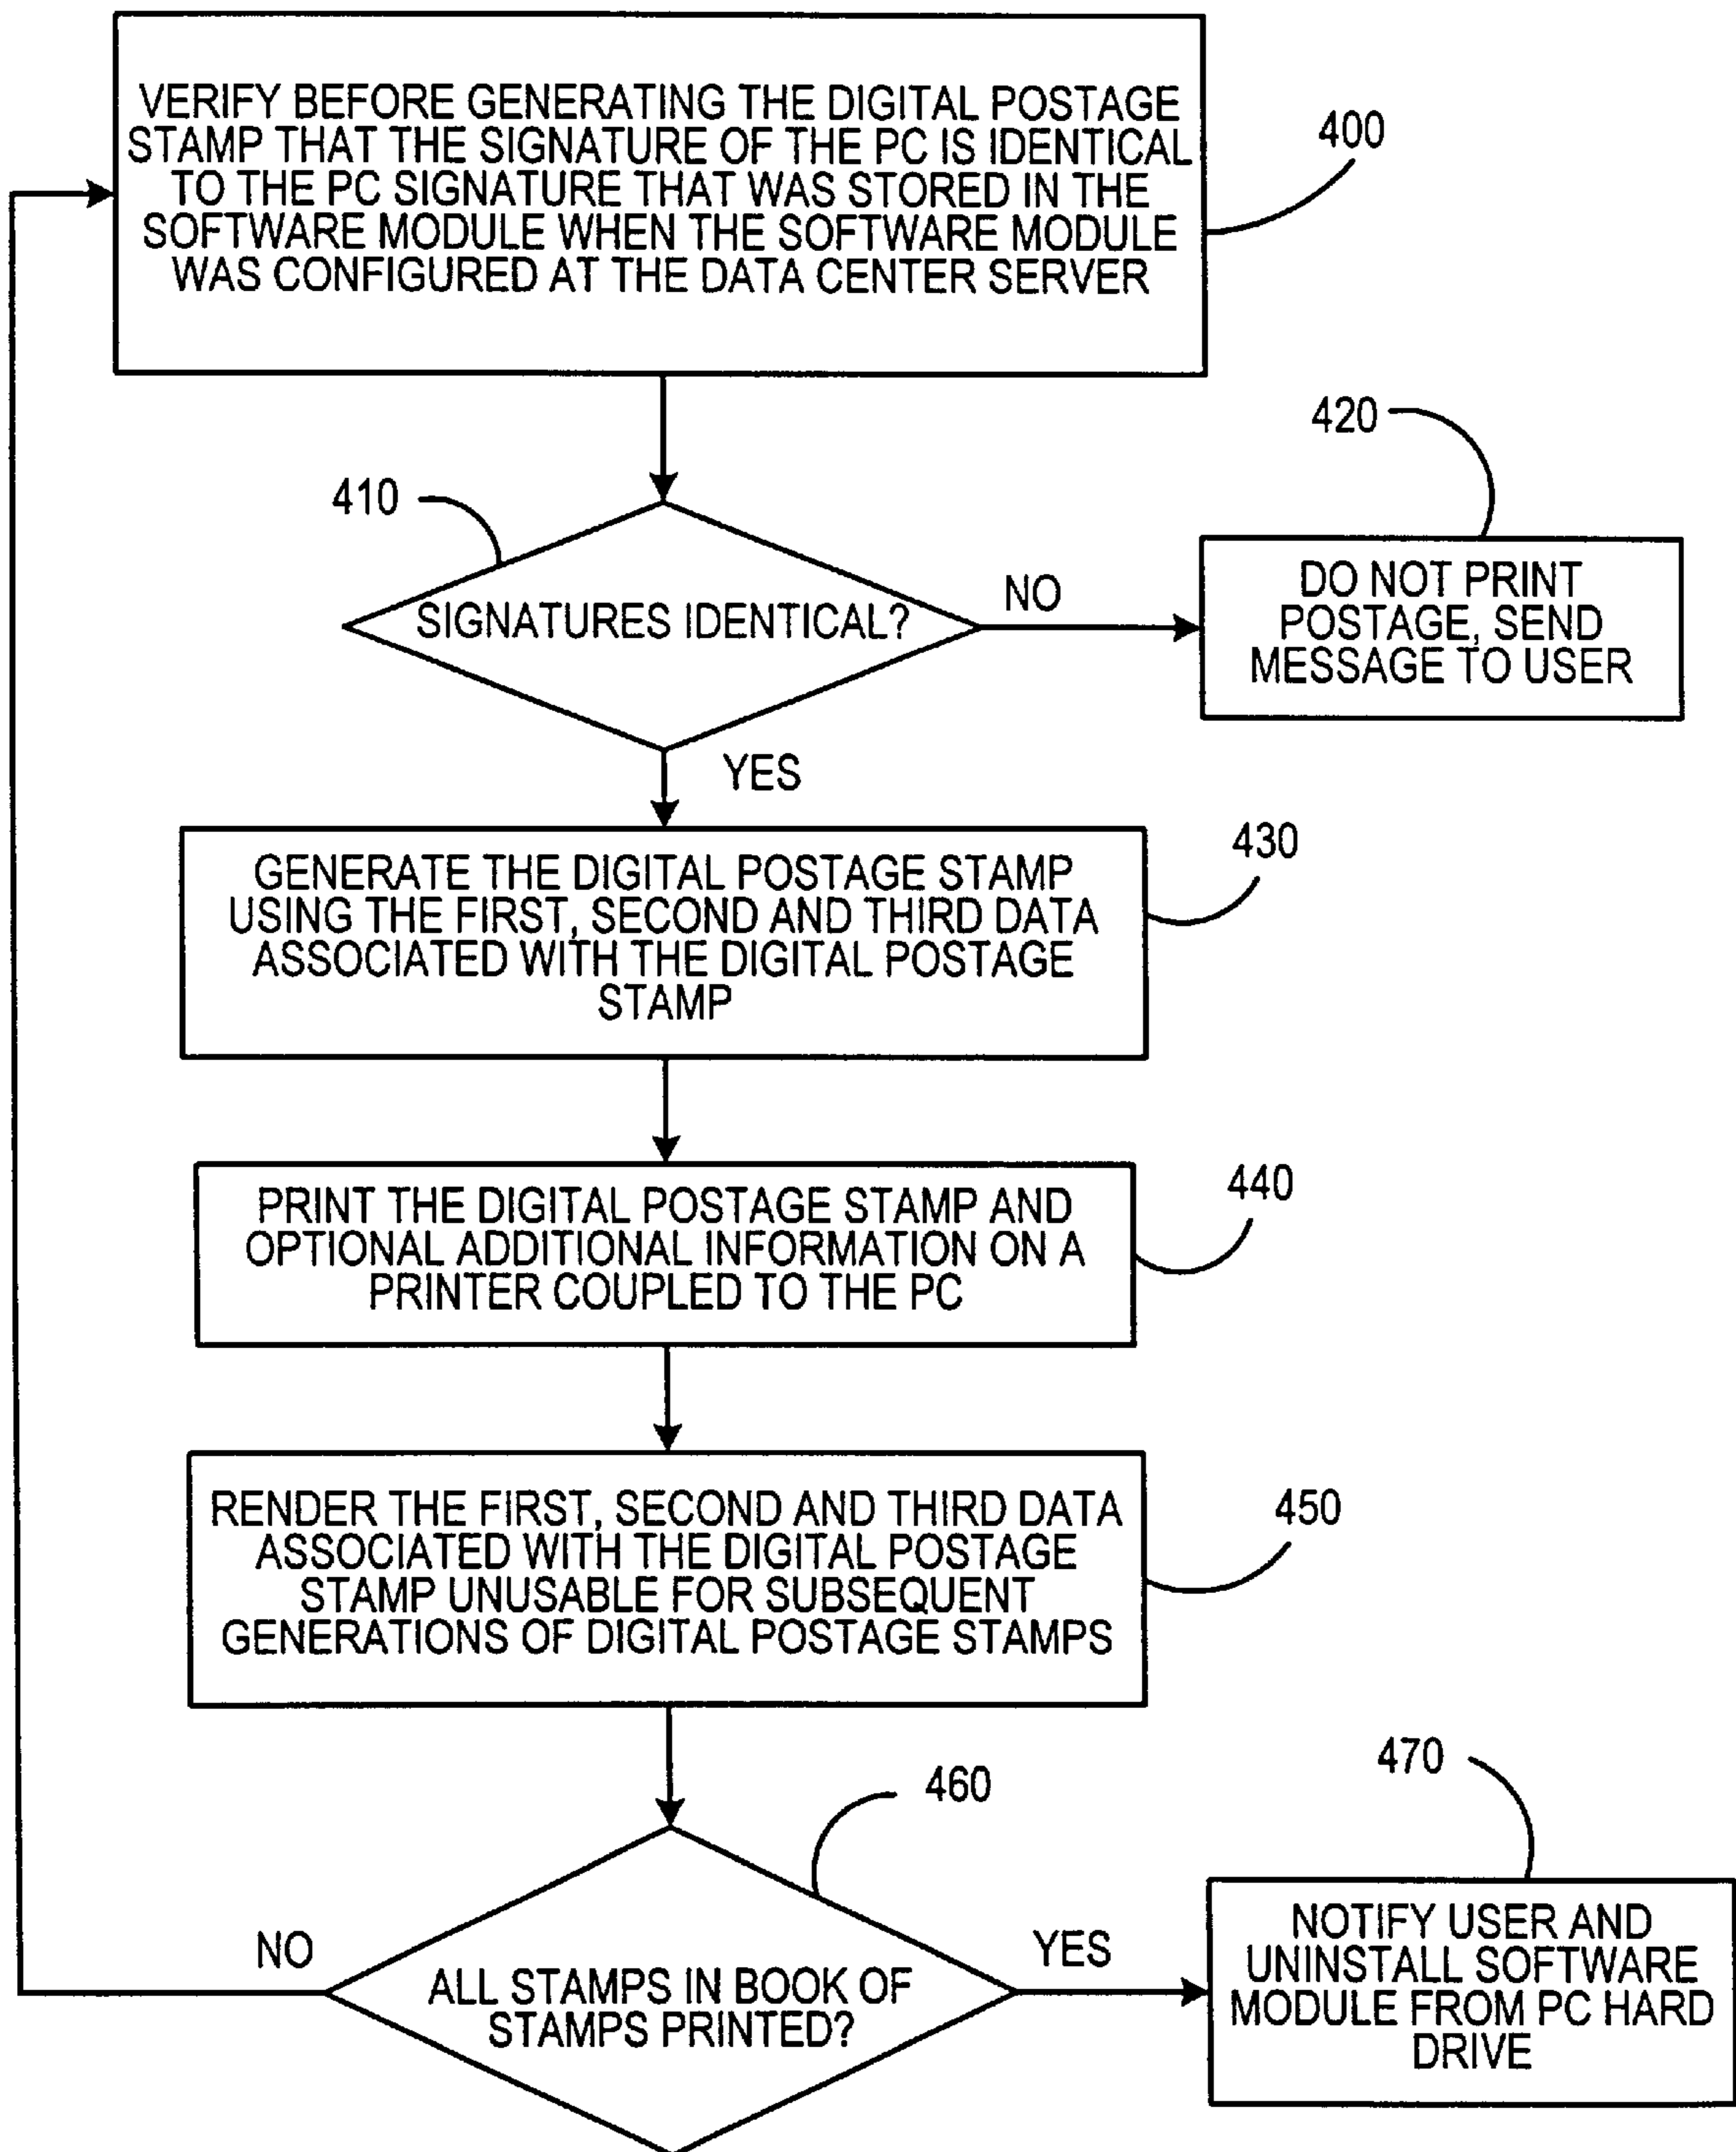 VERIFY BEFORE GENERATING THE DIGITAL POSTAGE
STAMP THAT THE SIGNATURE OF THE PC IS IDENTICAL
TO THE PC SIGNATURE THAT WAS STORED IN THE
SOFTWARE MODULE WHEN THE SOFTWARE MODULE
WAS CONFIGURED AT THE DATA CENTER SERVER
400
410
SIGNATURES IDENTICAL?
NO
420
DO NOT PRINT
POSTAGE, SEND
MESSAGE TO USER
YES
GENERATE THE DIGITAL POSTAGE STAMP
USING THE FIRST, SECOND AND THIRD DATA
ASSOCIATED WITH THE DIGITAL POSTAGE
STAMP
430
PRINT THE DIGITAL POSTAGE STAMP AND
OPTIONAL ADDITIONAL INFORMATION ON A
PRINTER COUPLED TO THE PC
440
RENDER THE FIRST, SECOND AND THIRD DATA
ASSOCIATED WITH THE DIGITAL POSTAGE
STAMP UNUSABLE FOR SUBSEQUENT
GENERATIONS OF DIGITAL POSTAGE STAMPS
450
460
NO
ALL STAMPS IN BOOK OF
STAMPS PRINTED?
YES
470
NOTIFY USER AND
UNINSTALL SOFTWARE
MODULE FROM PC HARD
DRIVE